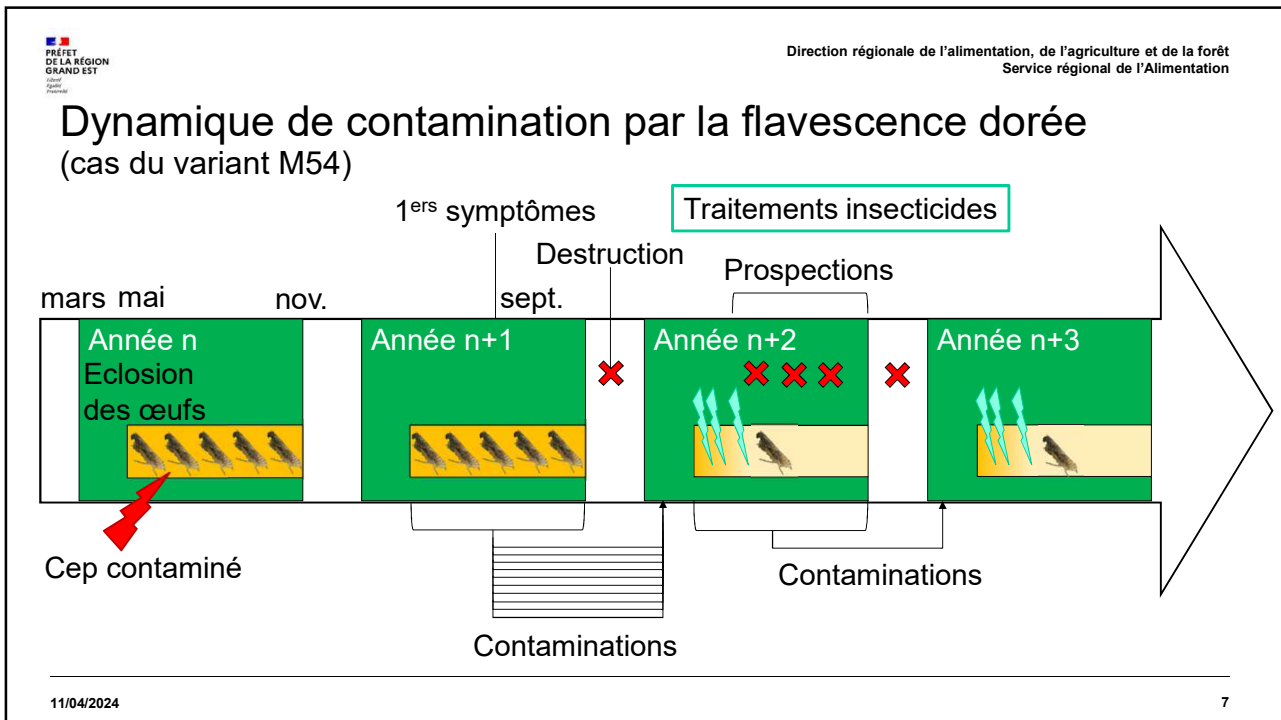 PRÉFET
DE LA RÉGION
GRAND EST
Liberté
Égalité
Fraternité
Direction régionale de l'alimentation, de l'agriculture et de la forêt
Service régional de l'Alimentation
Dynamique de contamination par la flavescence dorée
(cas du variant M54)
1ers symptômes
Traitements insecticides
Destruction
Prospections
mars mai nov. sept.
Année n
Année n+1
Année n+2
Année n+3
Eclosion
des œufs
Cep contaminé
Contaminations
Contaminations
11/04/2024
7